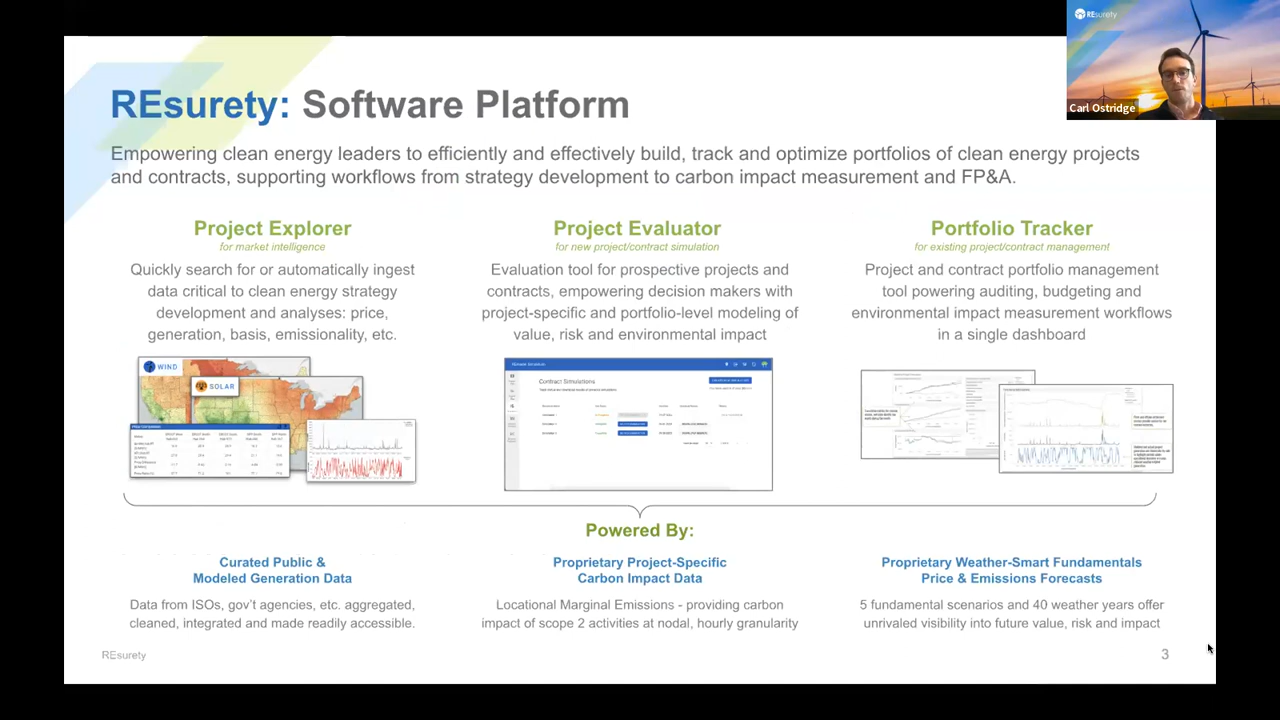 REsurety
Carl Ostridge
REsurety: Software Platform
Empowering clean energy leaders to efficiently and effectively build, track and optimize portfolios of clean energy projects
and contracts, supporting workflows from strategy development to carbon impact measurement and FP&A.
Project Explorer
for market intelligence
Quickly search for or automatically ingest
data critical to clean energy strategy
development and analyses: price,
generation, basis, emissionality, etc.
WIND
SOLAR
Project Evaluator
for new project/contract simulation
Evaluation tool for prospective projects and
contracts, empowering decision makers with
project-specific and portfolio-level modeling of
value, risk and environmental impact
Contract Simulations
Portfolio Tracker
for existing project/contract management
Project and contract portfolio management
tool powering auditing, budgeting and
environmental impact measurement workflows
in a single dashboard
Powered By:
Curated Public &
Modeled Generation Data
Data from ISOs, gov't agencies, etc. aggregated,
cleaned, integrated and made readily accessible.
Proprietary Project-Specific
Carbon Impact Data
Locational Marginal Emissions - providing carbon
impact of scope 2 activities at nodal, hourly granularity
Proprietary Weather-Smart Fundamentals
Price & Emissions Forecasts
5 fundamental scenarios and 40 weather years offer
unrivaled visibility into future value, risk and impact
REsurety
3